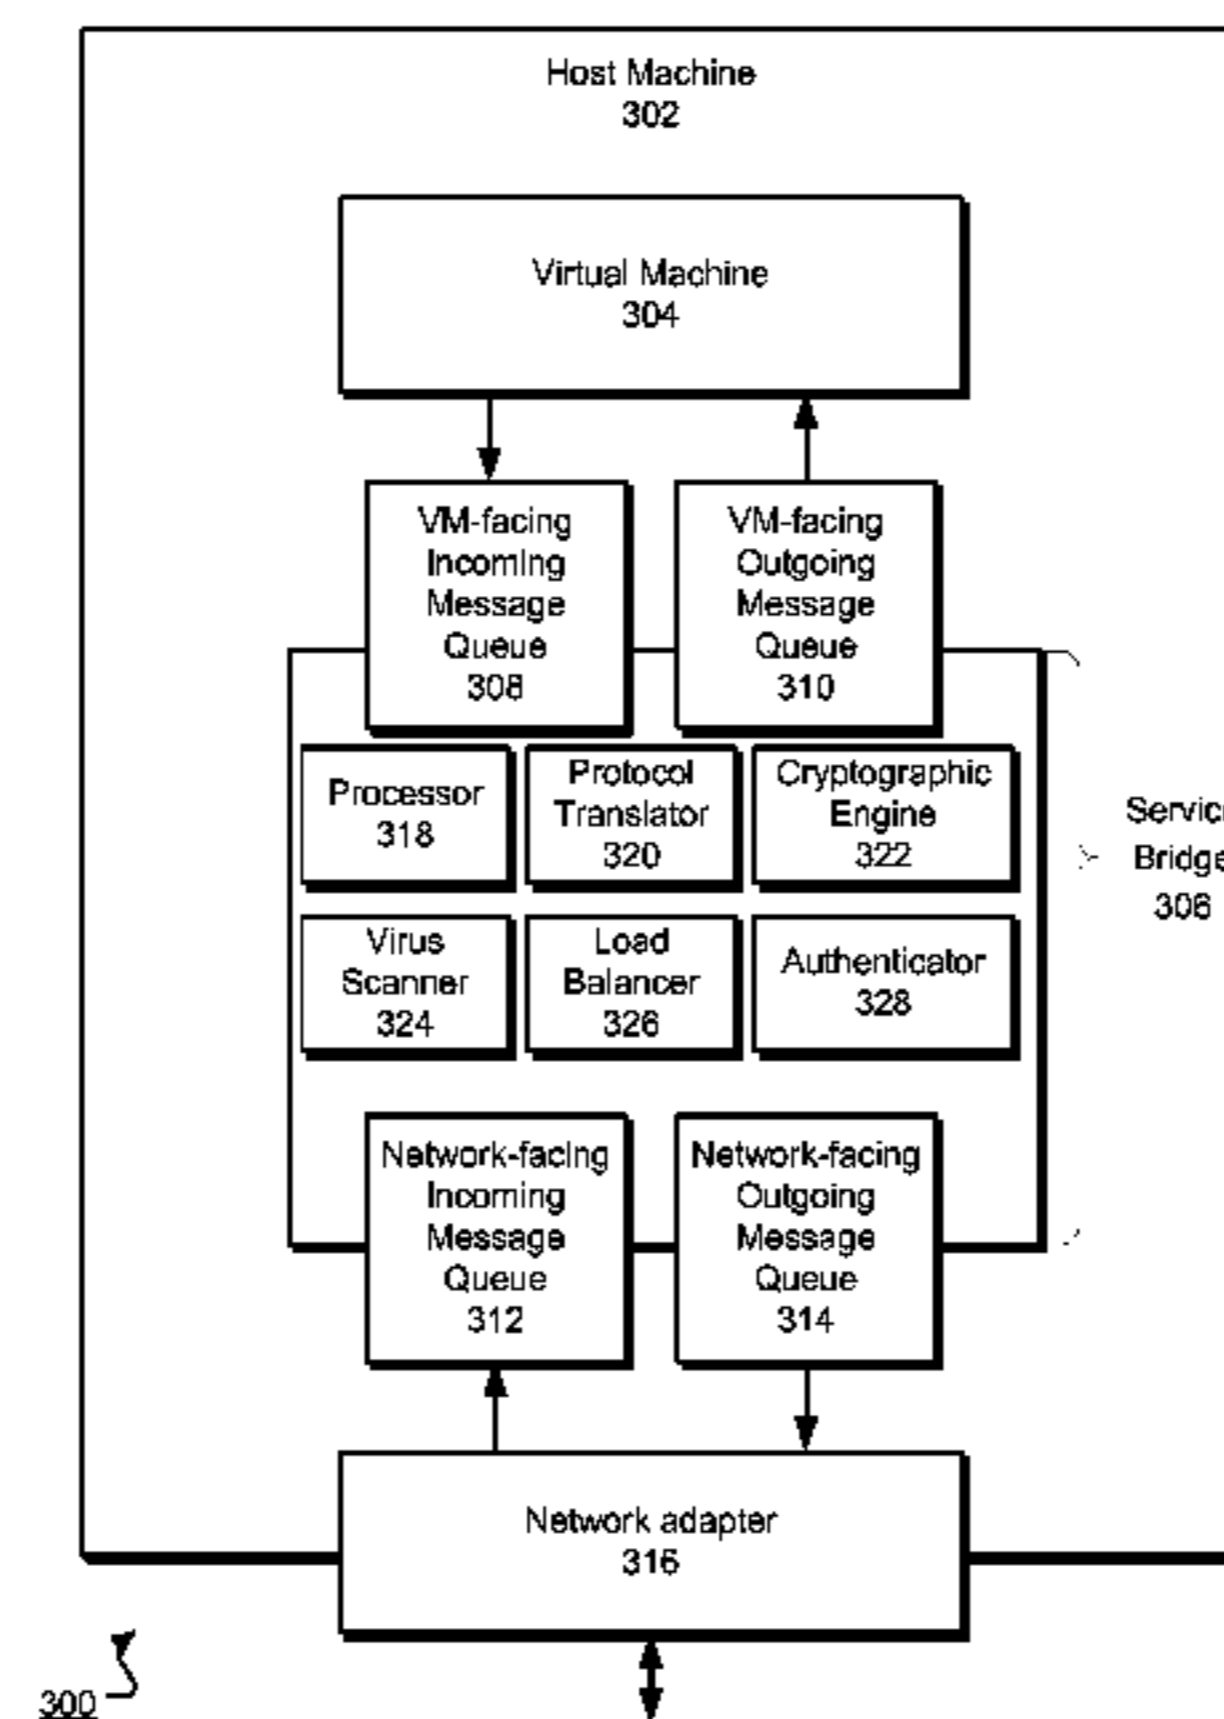 Host Machine
302
Virtual Machine
304
VM-facing
Incoming
Message
Queue
308
VM-facing
Outgoing
Message
Queue
310
Processor
318
Protocol
Translator
320
Cryptographic
Engine
322
Servic
Bridge
306
Virus
Scanner
324
Load
Balancer
326
Authenticator
328
Network-facing
Incoming
Message
Queue
312
Network-facing
Outgoing
Message
Queue
314
Network adapter
316
300